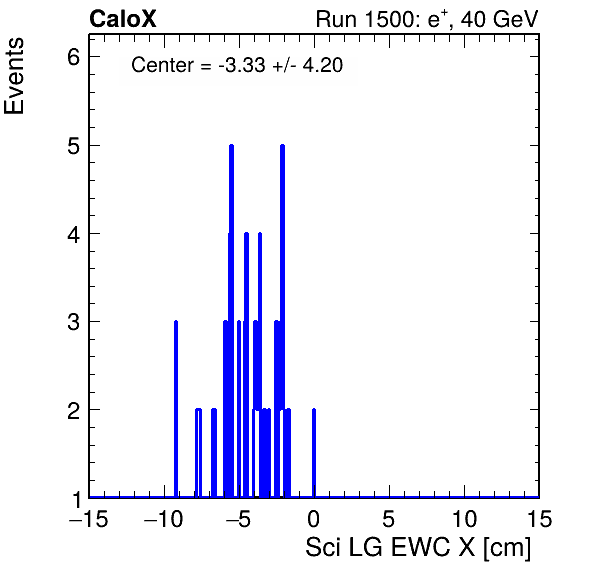 CaloX Run 1500: e⁺, 40 GeV
Center = -3.33 +/- 4.20
Events
6
5
4
3
2
1
−15 −10 −5 0 5 10 15
Sci LG EWC X [cm]